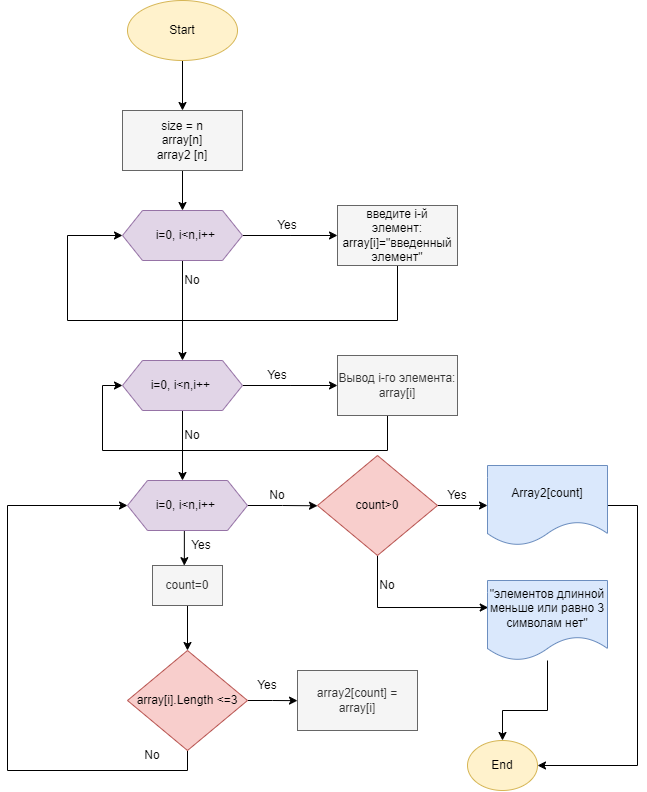 Start
size = n
array[n]
array2 [n]
i=0, i<n,i++
Yes
введите i-й
элемент:
array[i]="введенный
элемент"
No
i=0, i<n,i++
Yes
Вывод i-го элемента:
array[i]
No
i=0, i<n,i++
No
count>0
Yes
Array2[count]
Yes
count=0
No
"элементов длинной
меньше или равно 3
символам нет"
array[i].Length <=3
Yes
array2[count] =
array[i]
No
End